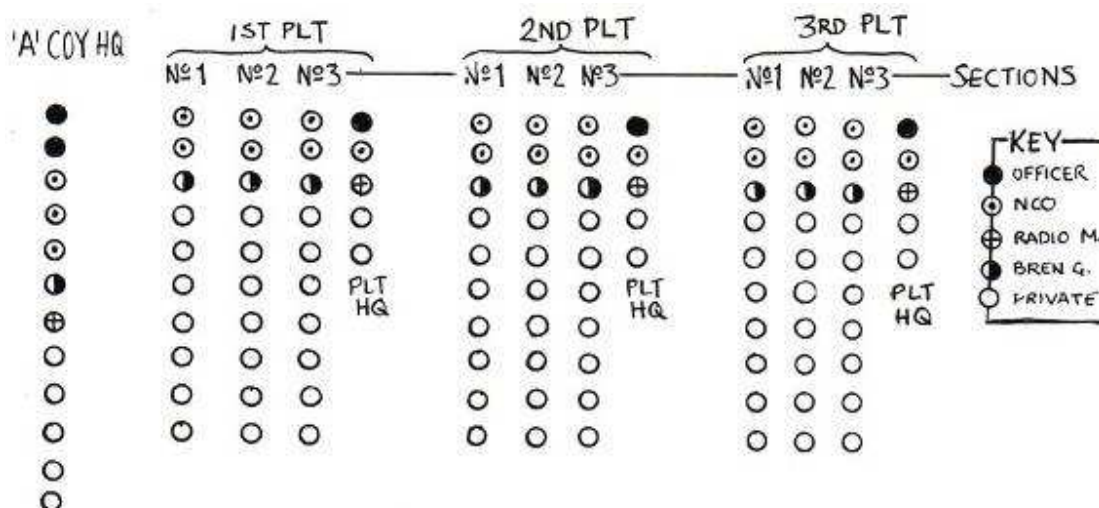 'A' COY HQ
1ST PLT
2ND PLT
3RD PLT
Nº1 Nº2 Nº3
Nº1 Nº2 Nº3
Nº1 Nº2 Nº3
SECTIONS
KEY
OFFICER
NCO
RADIO M.
BREN G.
PRIVATE
PLT
HQ
PLT
HQ
PLT
HQ